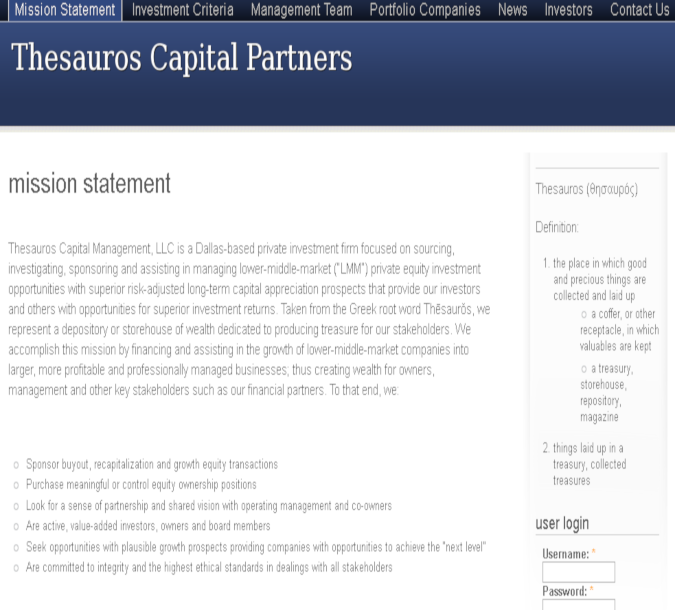 Mission Statement Investment Criteria Management Team Portfolio Companies News Investors Contact Us
Thesauros Capital Partners
mission statement
Thesauros Capital Management, LLC is a Dallas-based private investment firm focused on sourcing,
investigating, sponsoring and assisting in managing lower-middle-market ("LMM") private equity investment
opportunities with superior risk-adjusted long-term capital appreciation prospects that provide our investors
and others with opportunities for superior investment returns. Taken from the Greek root word Thēsaurŏs, we
represent a depository or storehouse of wealth dedicated to producing treasure for our stakeholders. We
accomplish this mission by financing and assisting in the growth of lower-middle-market companies into
larger, more profitable and professionally managed businesses; thus creating wealth for owners,
management and other key stakeholders such as our financial partners. To that end, we:
○ Sponsor buyout, recapitalization and growth equity transactions
○ Purchase meaningful or control equity ownership positions
○ Look for a sense of partnership and shared vision with operating management and co-owners
○ Are active, value-added investors, owners and board members
○ Seek opportunities with plausible growth prospects providing companies with opportunities to achieve the "next level"
○ Are committed to integrity and the highest ethical standards in dealings with all stakeholders
Thesauros (θησαυρός)
Definition:
1. the place in which good
and precious things are
collected and laid up
○ a coffer, or other
receptacle, in which
valuables are kept
○ a treasury,
storehouse,
repository,
magazine
2. things laid up in a
treasury, collected
treasures
user login
Username: *
Password: *